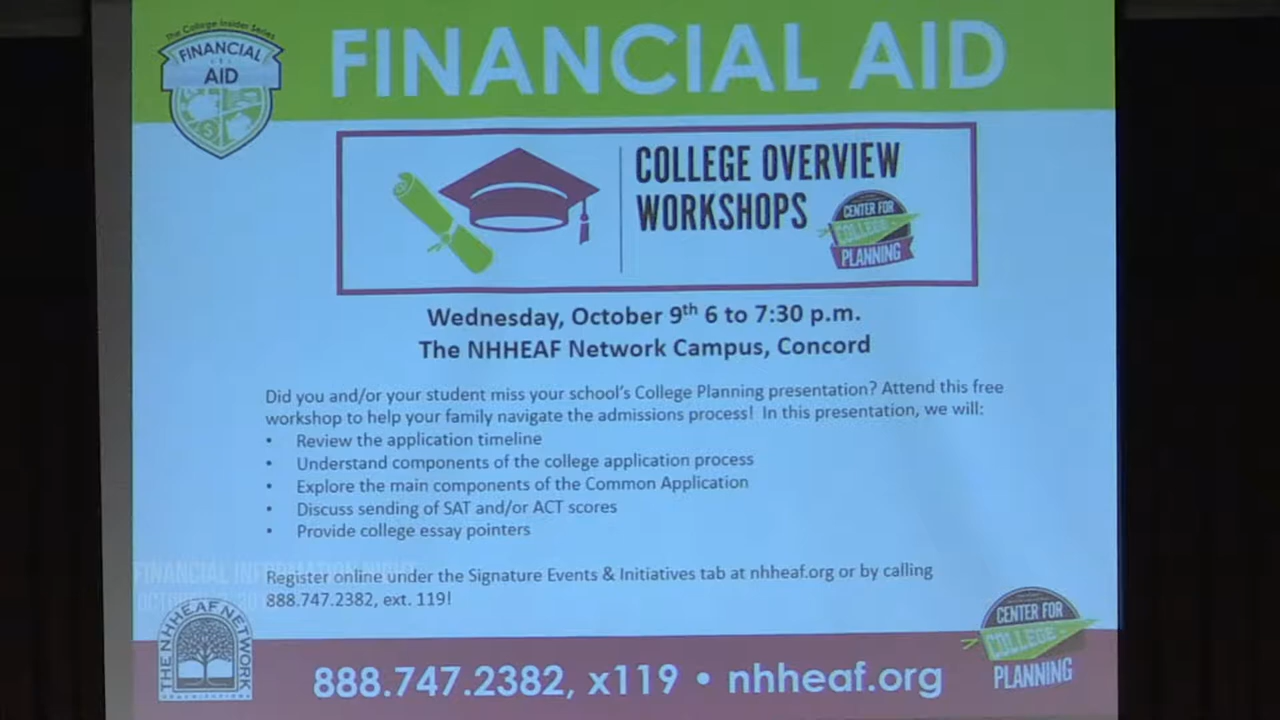 The College Insider Series
FINANCIAL
AID
FINANCIAL AID
COLLEGE OVERVIEW
WORKSHOPS
CENTER FOR
COLLEGE
PLANNING
Wednesday, October 9th 6 to 7:30 p.m.
The NHHEAF Network Campus, Concord
Did you and/or your student miss your school's College Planning presentation? Attend this free
workshop to help your family navigate the admissions process! In this presentation, we will:
• Review the application timeline
• Understand components of the college application process
• Explore the main components of the Common Application
• Discuss sending of SAT and/or ACT scores
• Provide college essay pointers
Register online under the Signature Events & Initiatives tab at nhheaf.org or by calling
888.747.2382, ext. 119!
FINANCIAL INFORMATION NIGHT
OCTOBER
THE NHHEAF NETWORK
ORGANIZATIONS
888.747.2382, x119 • nhheaf.org
CENTER FOR
COLLEGE
PLANNING